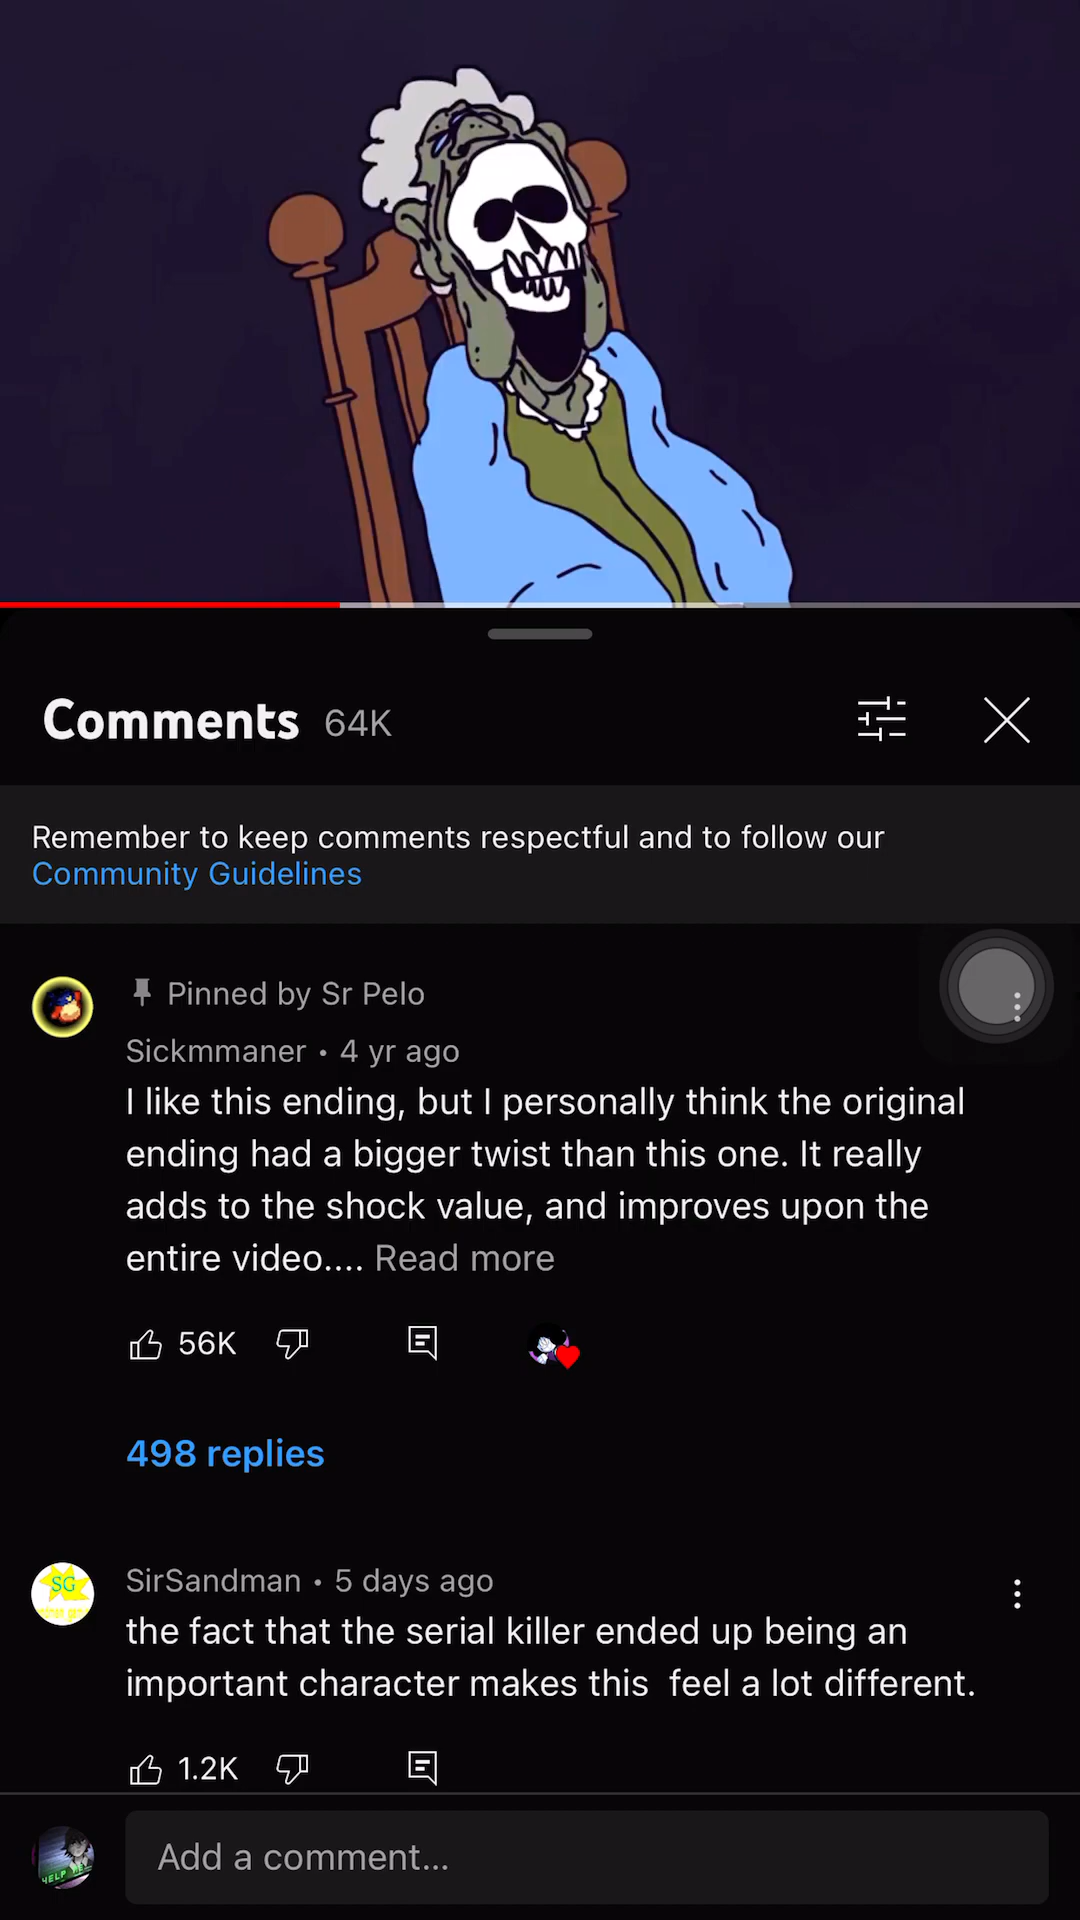 Comments 64K
Remember to keep comments respectful and to follow our
Community Guidelines
Pinned by Sr Pelo
Sickmmaner • 4 yr ago
I like this ending, but I personally think the original
ending had a bigger twist than this one. It really
adds to the shock value, and improves upon the
entire video.... Read more
56K
498 replies
SG
SirSandman • 5 days ago
the fact that the serial killer ended up being an
important character makes this  feel a lot different.
1.2K
HELP ME
Add a comment...